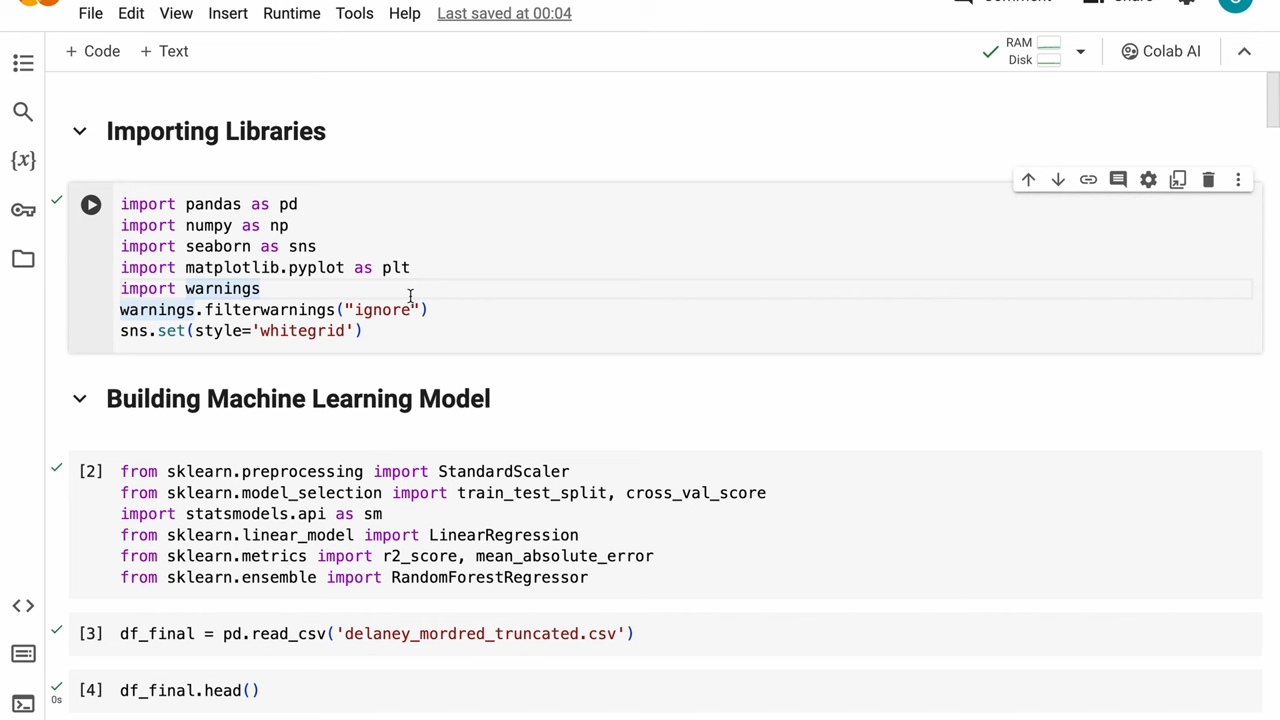 File Edit View Insert Runtime Tools Help Last saved at 00:04
Comment Share
+ Code + Text
RAM
Disk
Colab AI
Importing Libraries
import pandas as pd
import numpy as np
import seaborn as sns
import matplotlib.pyplot as plt
import warnings
warnings.filterwarnings("ignore")
sns.set(style='whitegrid')
Building Machine Learning Model
[2] from sklearn.preprocessing import StandardScaler
from sklearn.model_selection import train_test_split, cross_val_score
import statsmodels.api as sm
from sklearn.linear_model import LinearRegression
from sklearn.metrics import r2_score, mean_absolute_error
from sklearn.ensemble import RandomForestRegressor
[3] df_final = pd.read_csv('delaney_mordred_truncated.csv')
[4] df_final.head()
0s